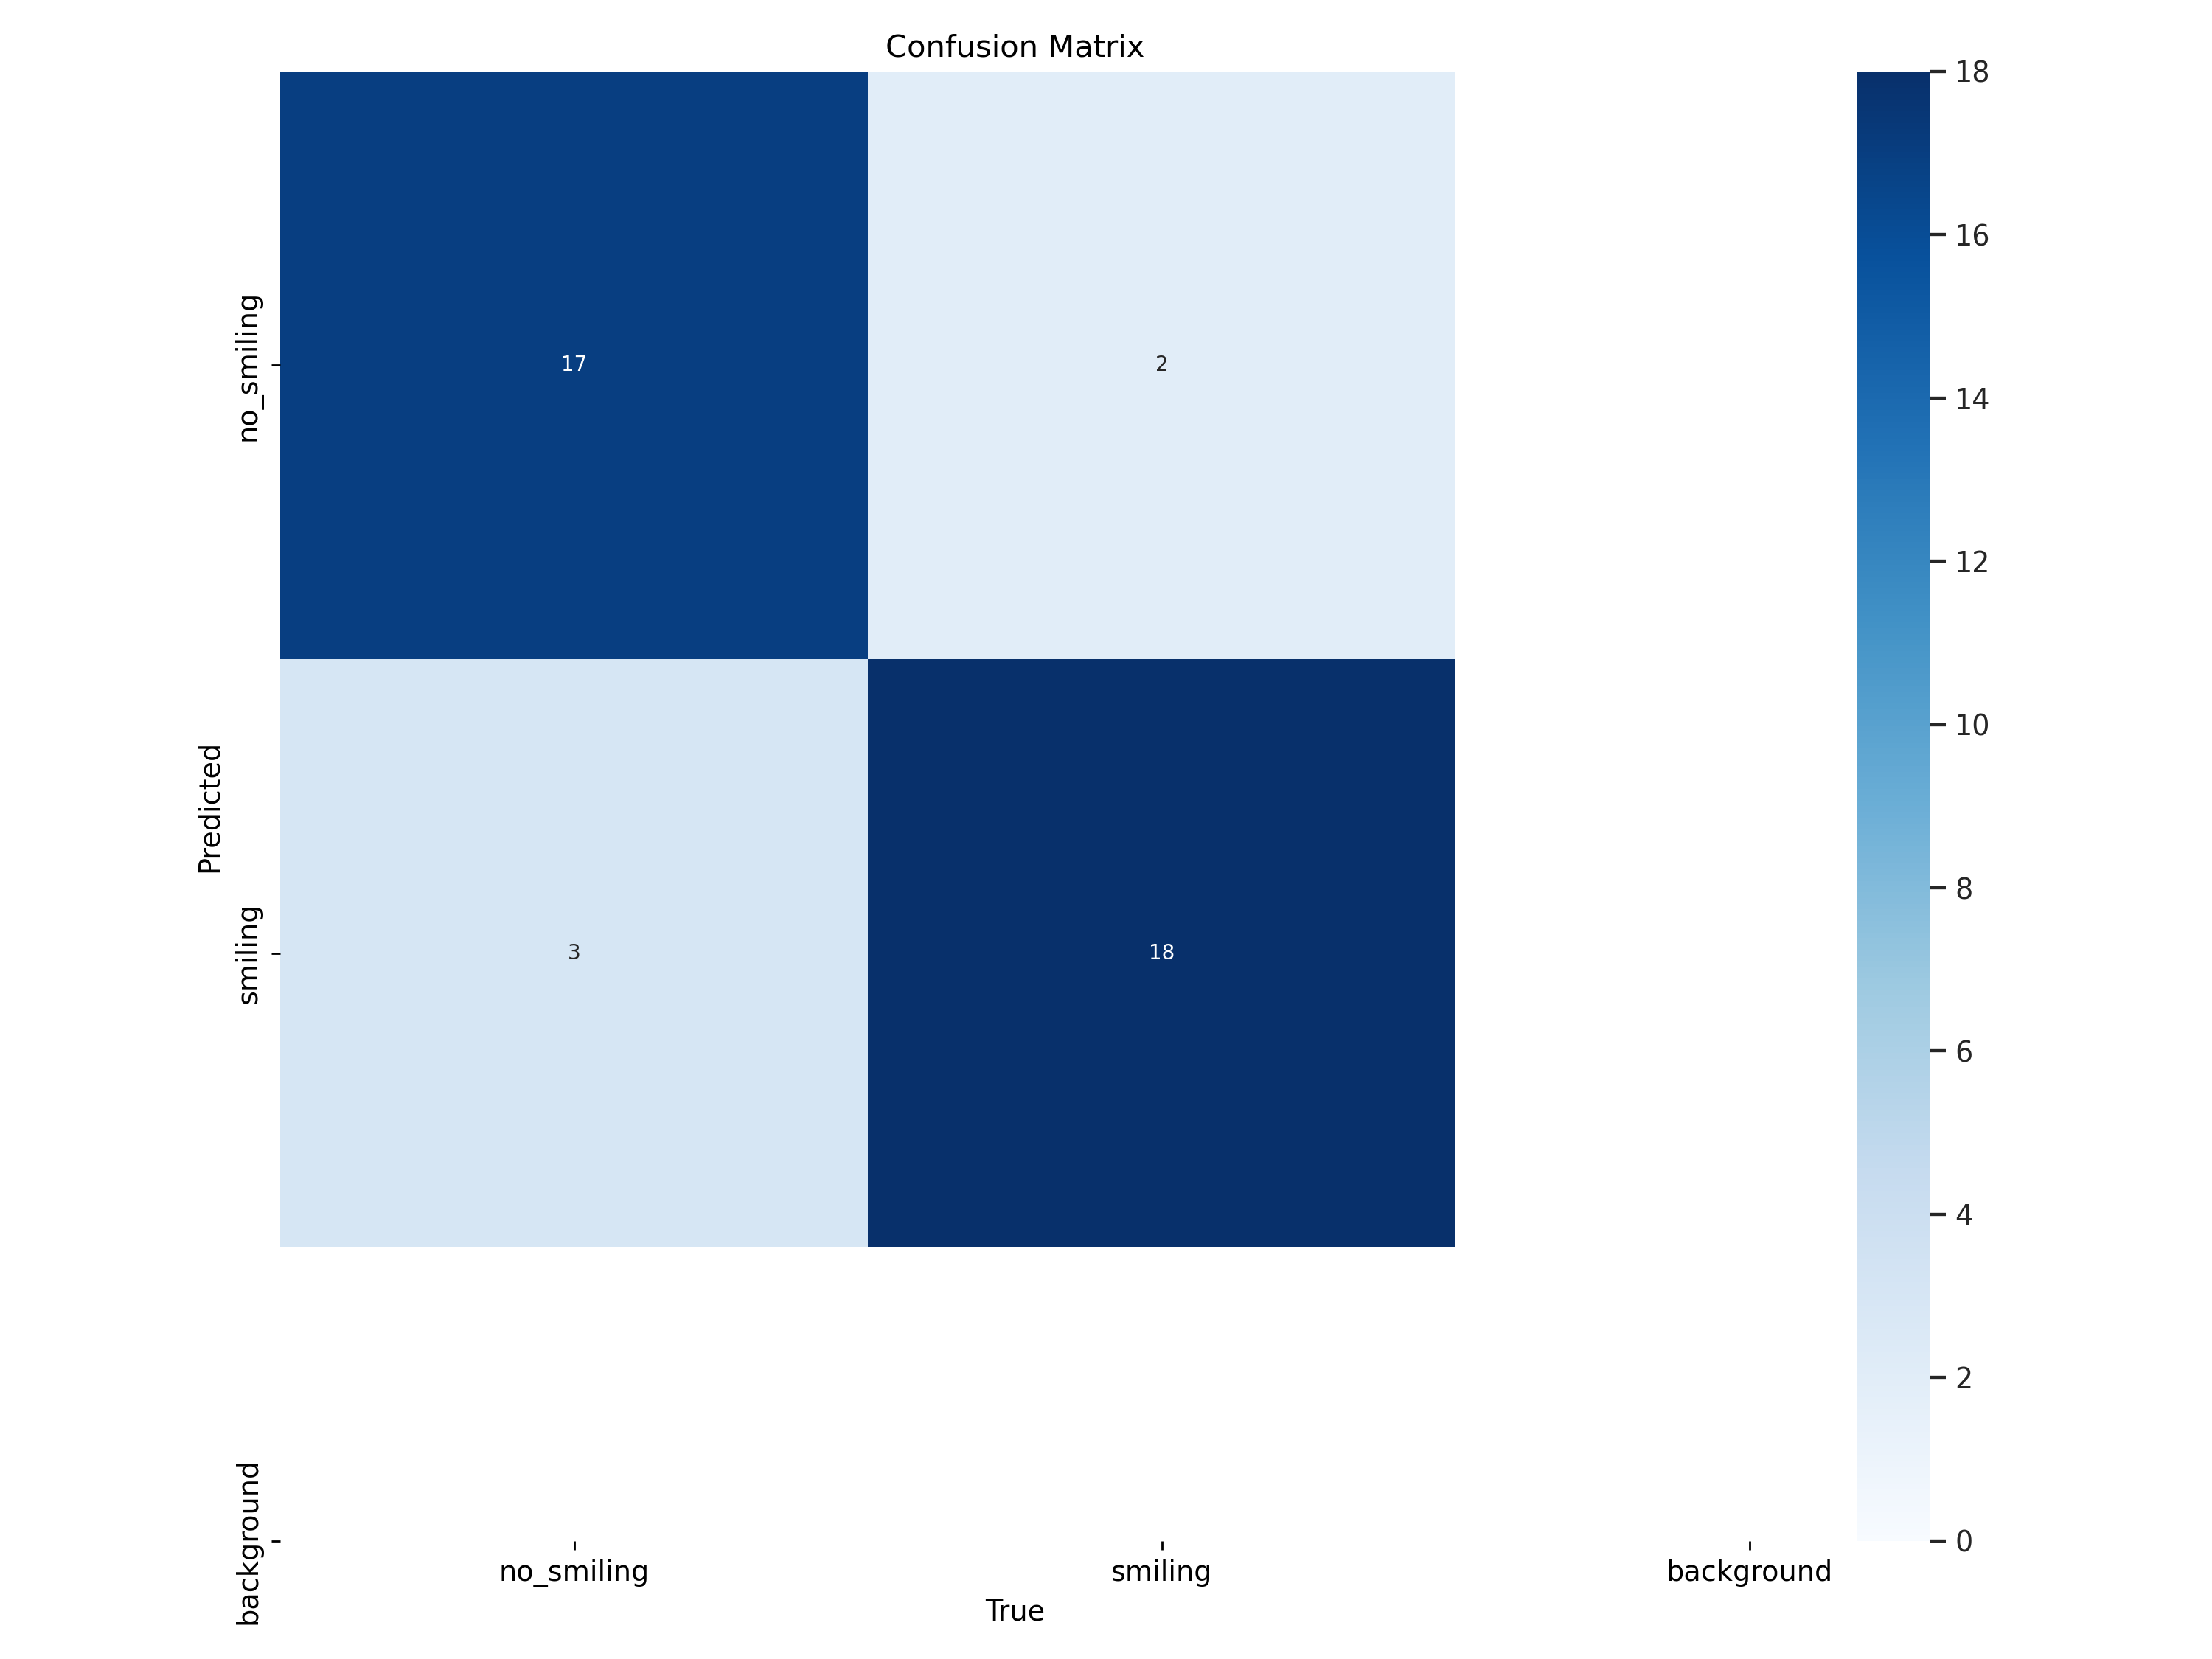 Confusion Matrix
no_smiling
17
2
smiling
3
18
background
Predicted
no_smiling
smiling
background
True
18
16
14
12
10
8
6
4
2
0